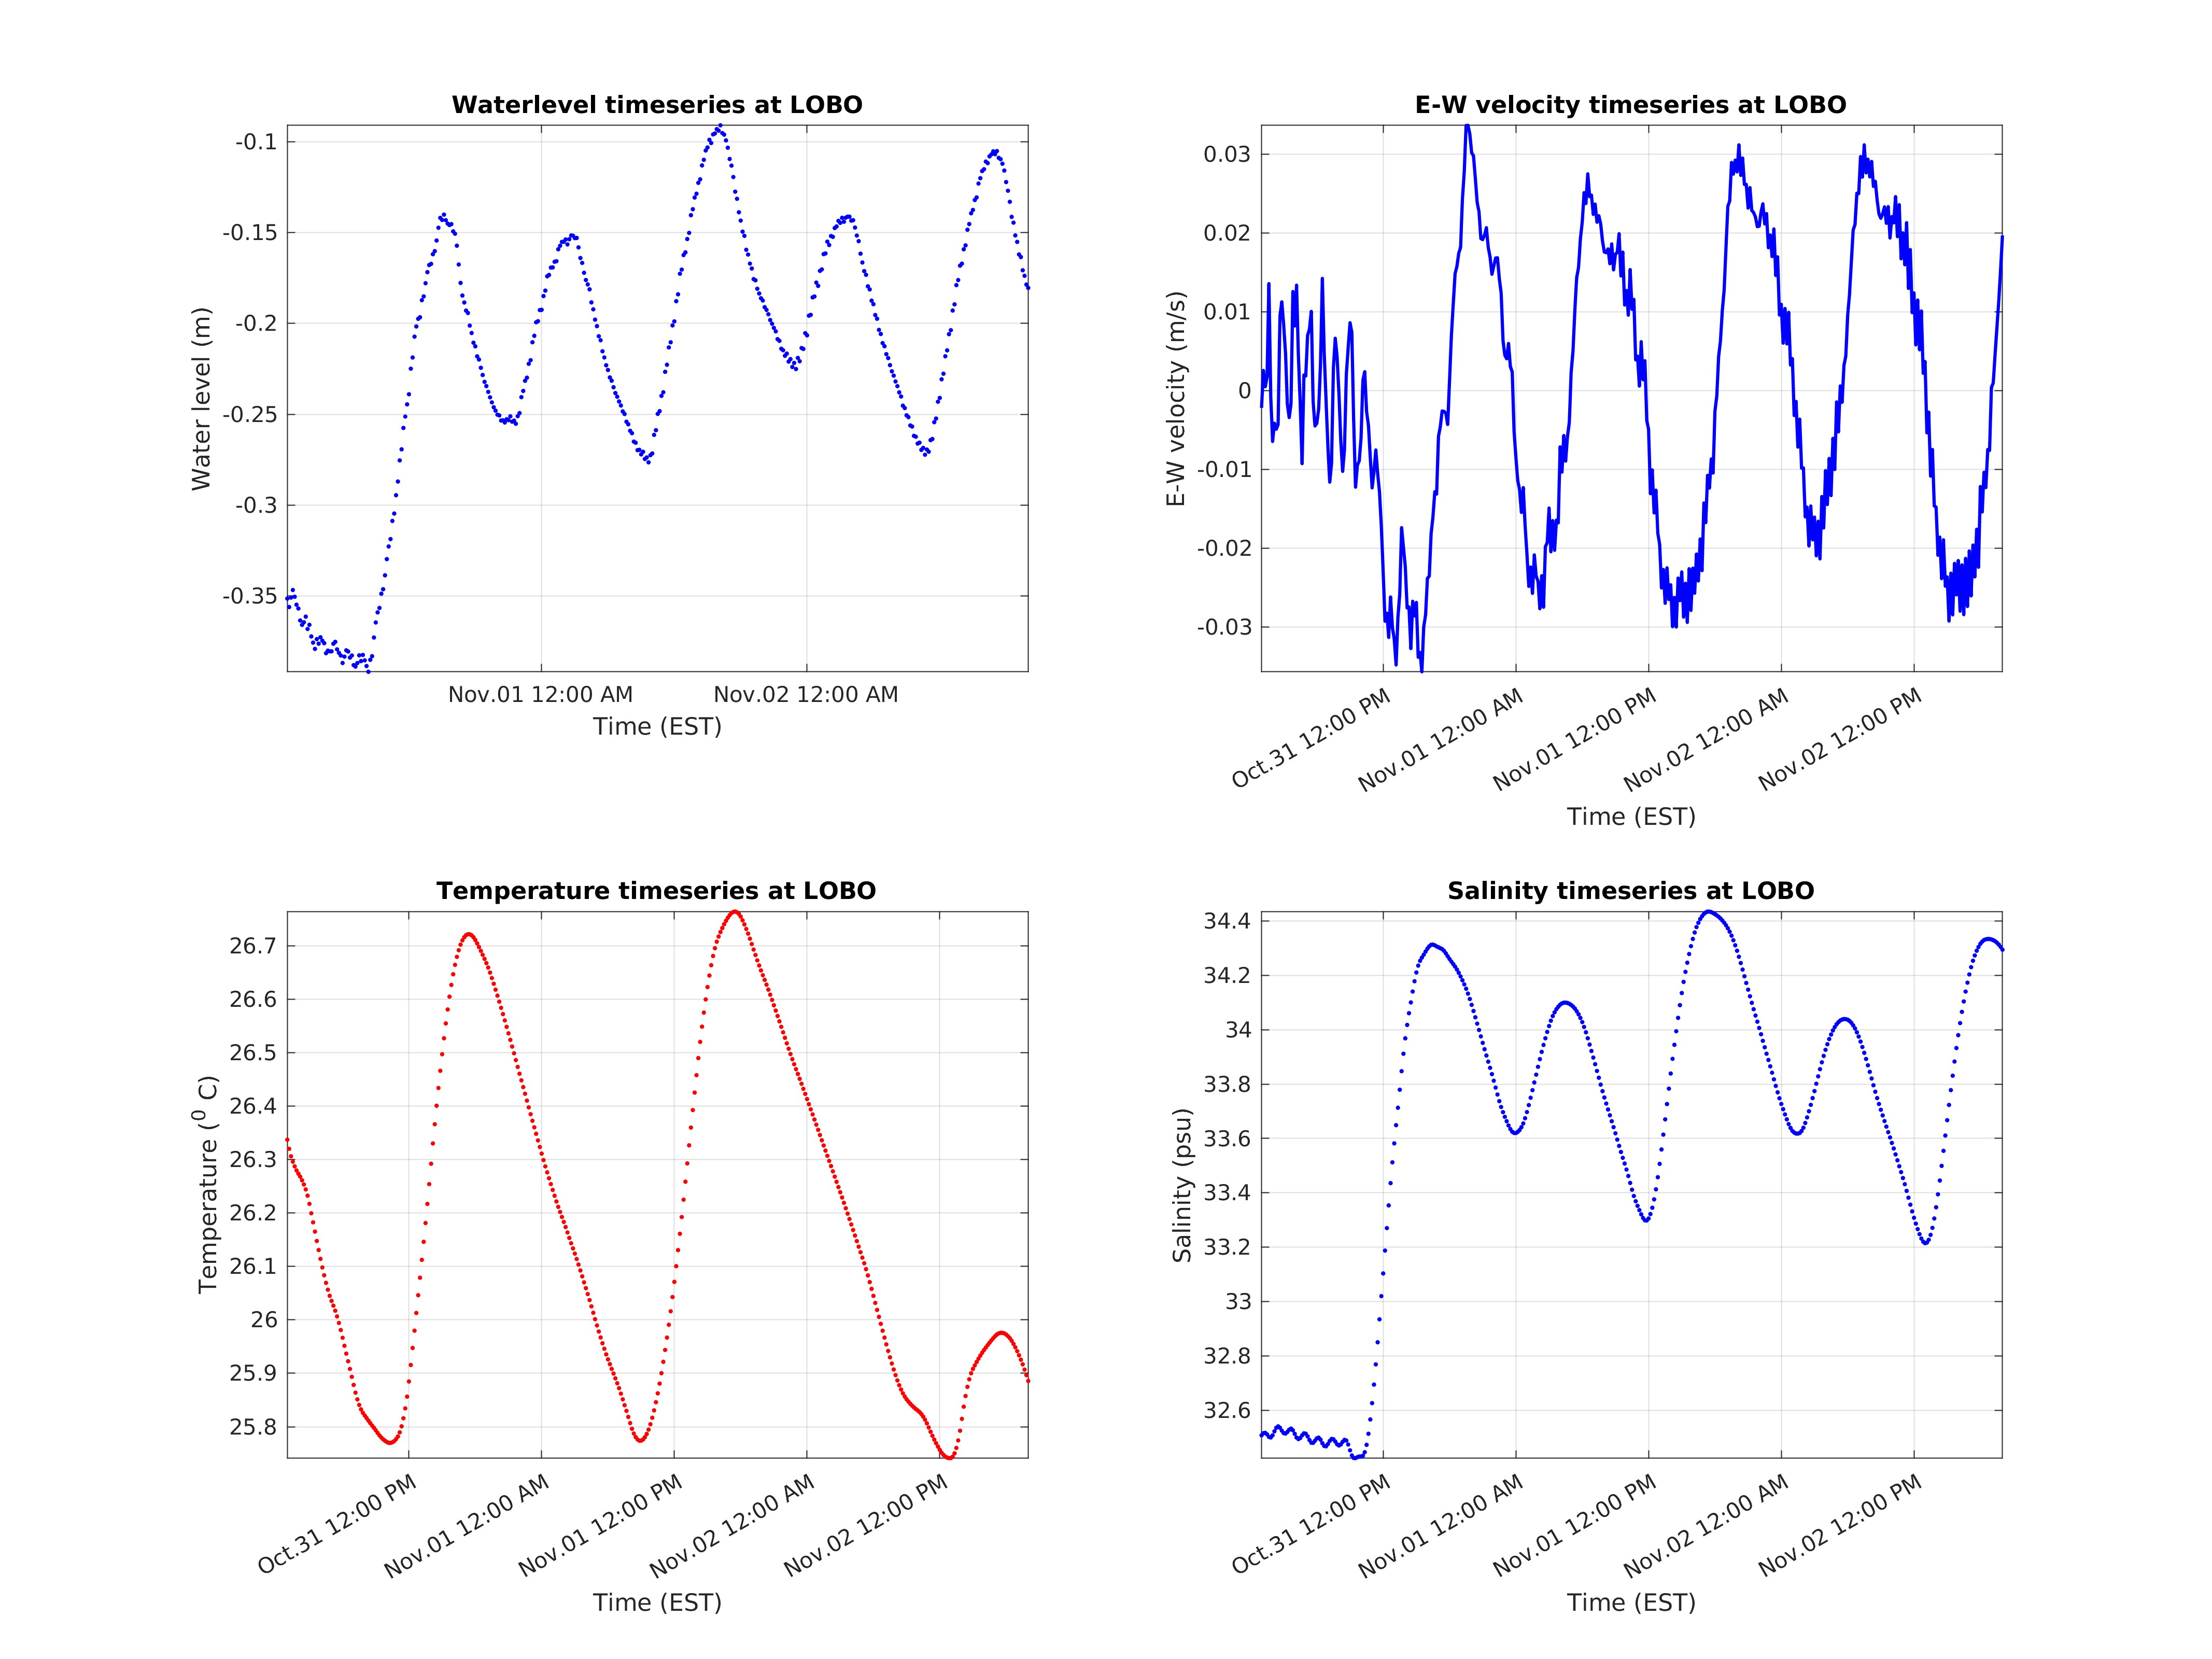 Waterlevel timeseries at LOBO
-0.1
-0.15
-0.2
-0.25
-0.3
-0.35
Water level (m)
Nov.01 12:00 AM Nov.02 12:00 AM
Time (EST)
E-W velocity timeseries at LOBO
0.03
0.02
0.01
0
-0.01
-0.02
-0.03
E-W velocity (m/s)
Oct.31 12:00 PM
Nov.01 12:00 AM
Nov.01 12:00 PM
Nov.02 12:00 AM
Nov.02 12:00 PM
Time (EST)
Temperature timeseries at LOBO
26.7
26.6
26.5
26.4
26.3
26.2
26.1
26
25.9
25.8
Temperature (⁰ C)
Oct.31 12:00 PM
Nov.01 12:00 AM
Nov.01 12:00 PM
Nov.02 12:00 AM
Nov.02 12:00 PM
Time (EST)
Salinity timeseries at LOBO
34.4
34.2
34
33.8
33.6
33.4
33.2
33
32.8
32.6
Salinity (psu)
Oct.31 12:00 PM
Nov.01 12:00 AM
Nov.01 12:00 PM
Nov.02 12:00 AM
Nov.02 12:00 PM
Time (EST)